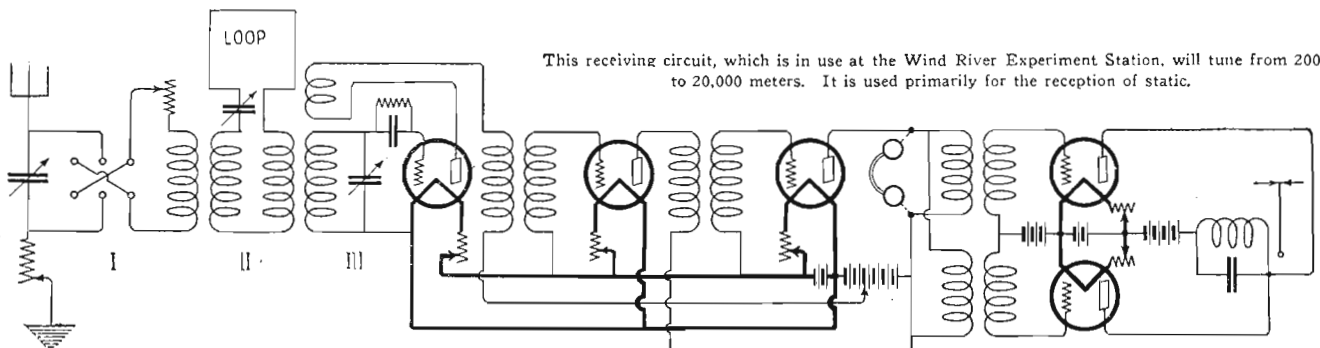 LOOP
This receiving circuit, which is in use at the Wind River Experiment Station, will tune from 200
to 20,000 meters. It is used primarily for the reception of static.
I
II
III